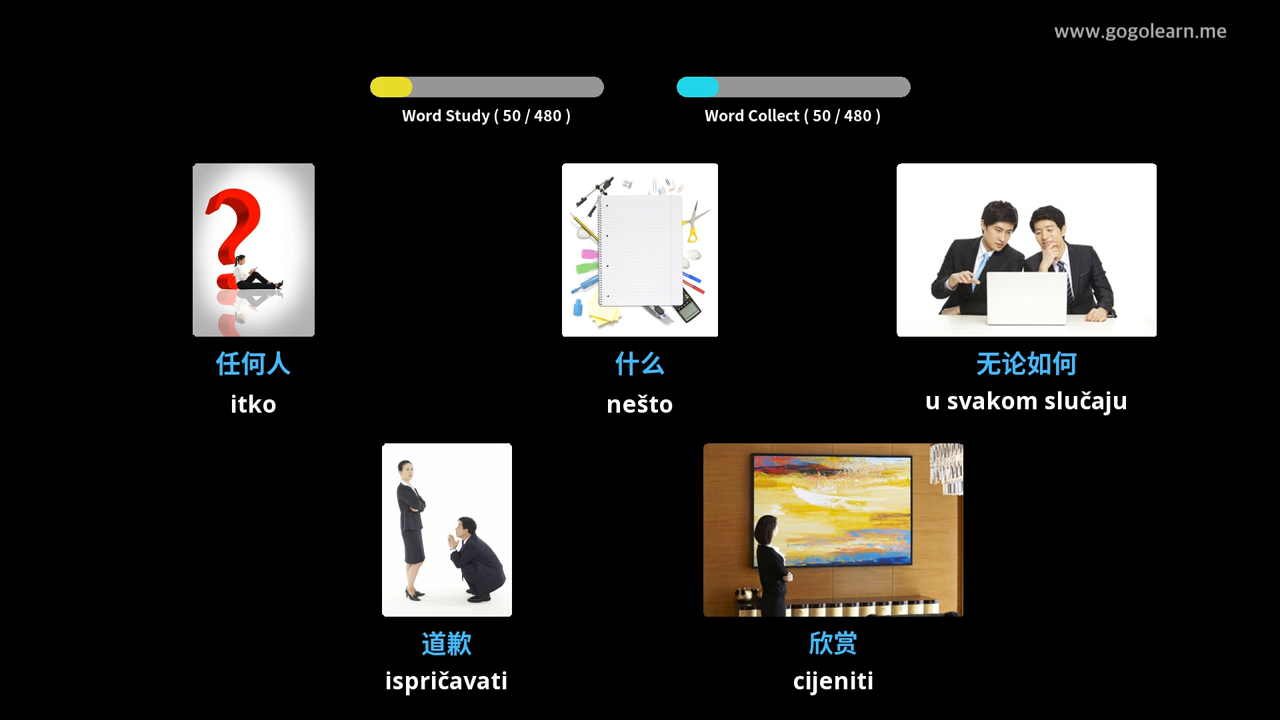 www.gogolearn.me
Word Study ( 50 / 480 )
Word Collect ( 50 / 480 )
任何人
itko
什么
nešto
无论如何
u svakom slučaju
道歉
ispričavati
欣赏
cijeniti